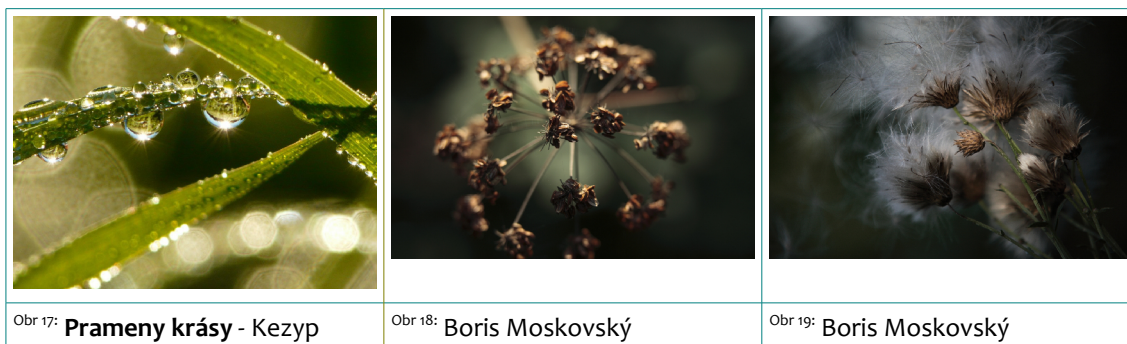 Obr 17: Prameny krásy - Kezyp
Obr 18: Boris Moskovský
Obr 19: Boris Moskovský